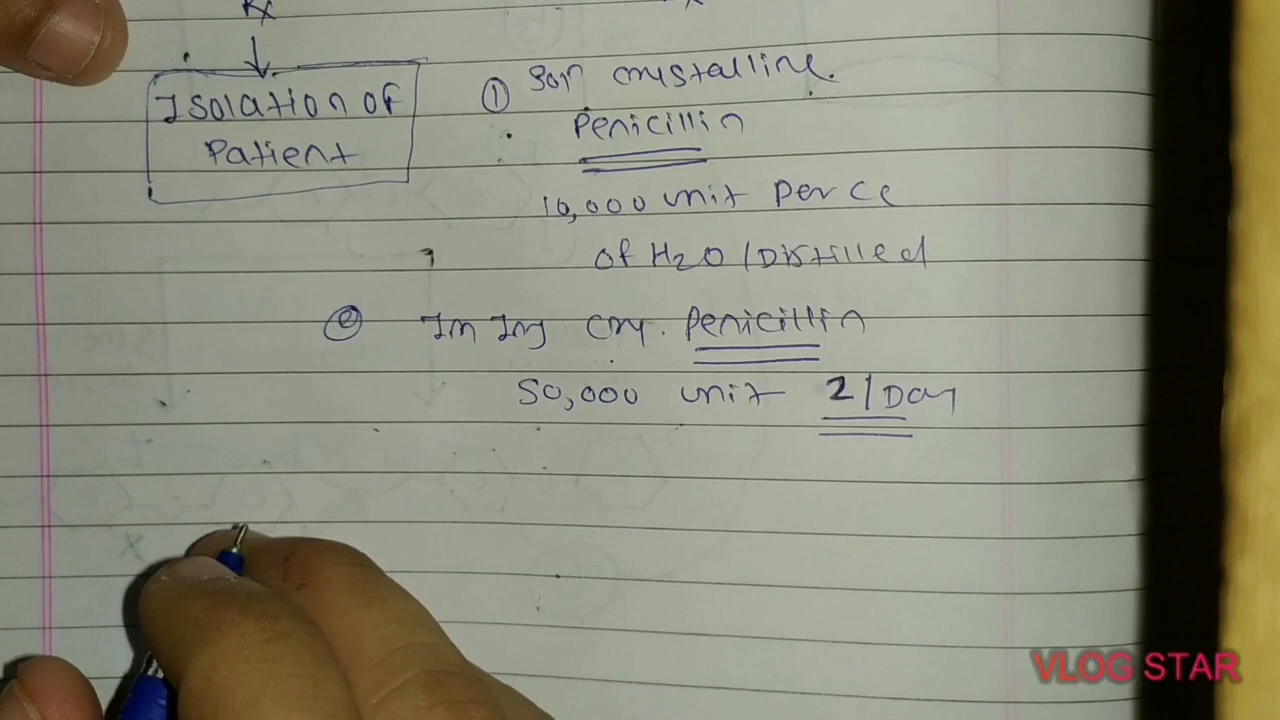 Rx
Isolation of
Patient
① Soln crystalline.
Penicillin
10,000 unit Per cc
of H2O / Distilled
② Im Inj cry. Penicillin
50,000 unit 2/Day
VLOG STAR